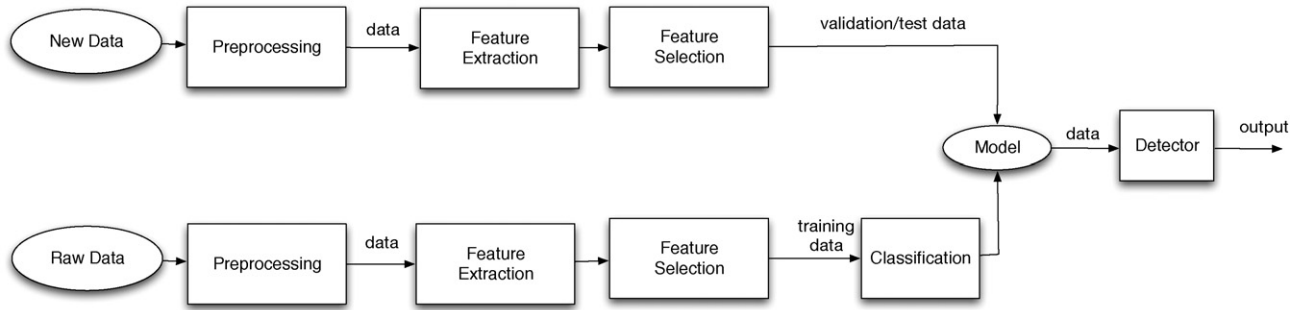 New Data
Preprocessing
data
Feature
Extraction
Feature
Selection
validation/test data
Model
data
Detector
output
Raw Data
Preprocessing
data
Feature
Extraction
Feature
Selection
training
data
Classification